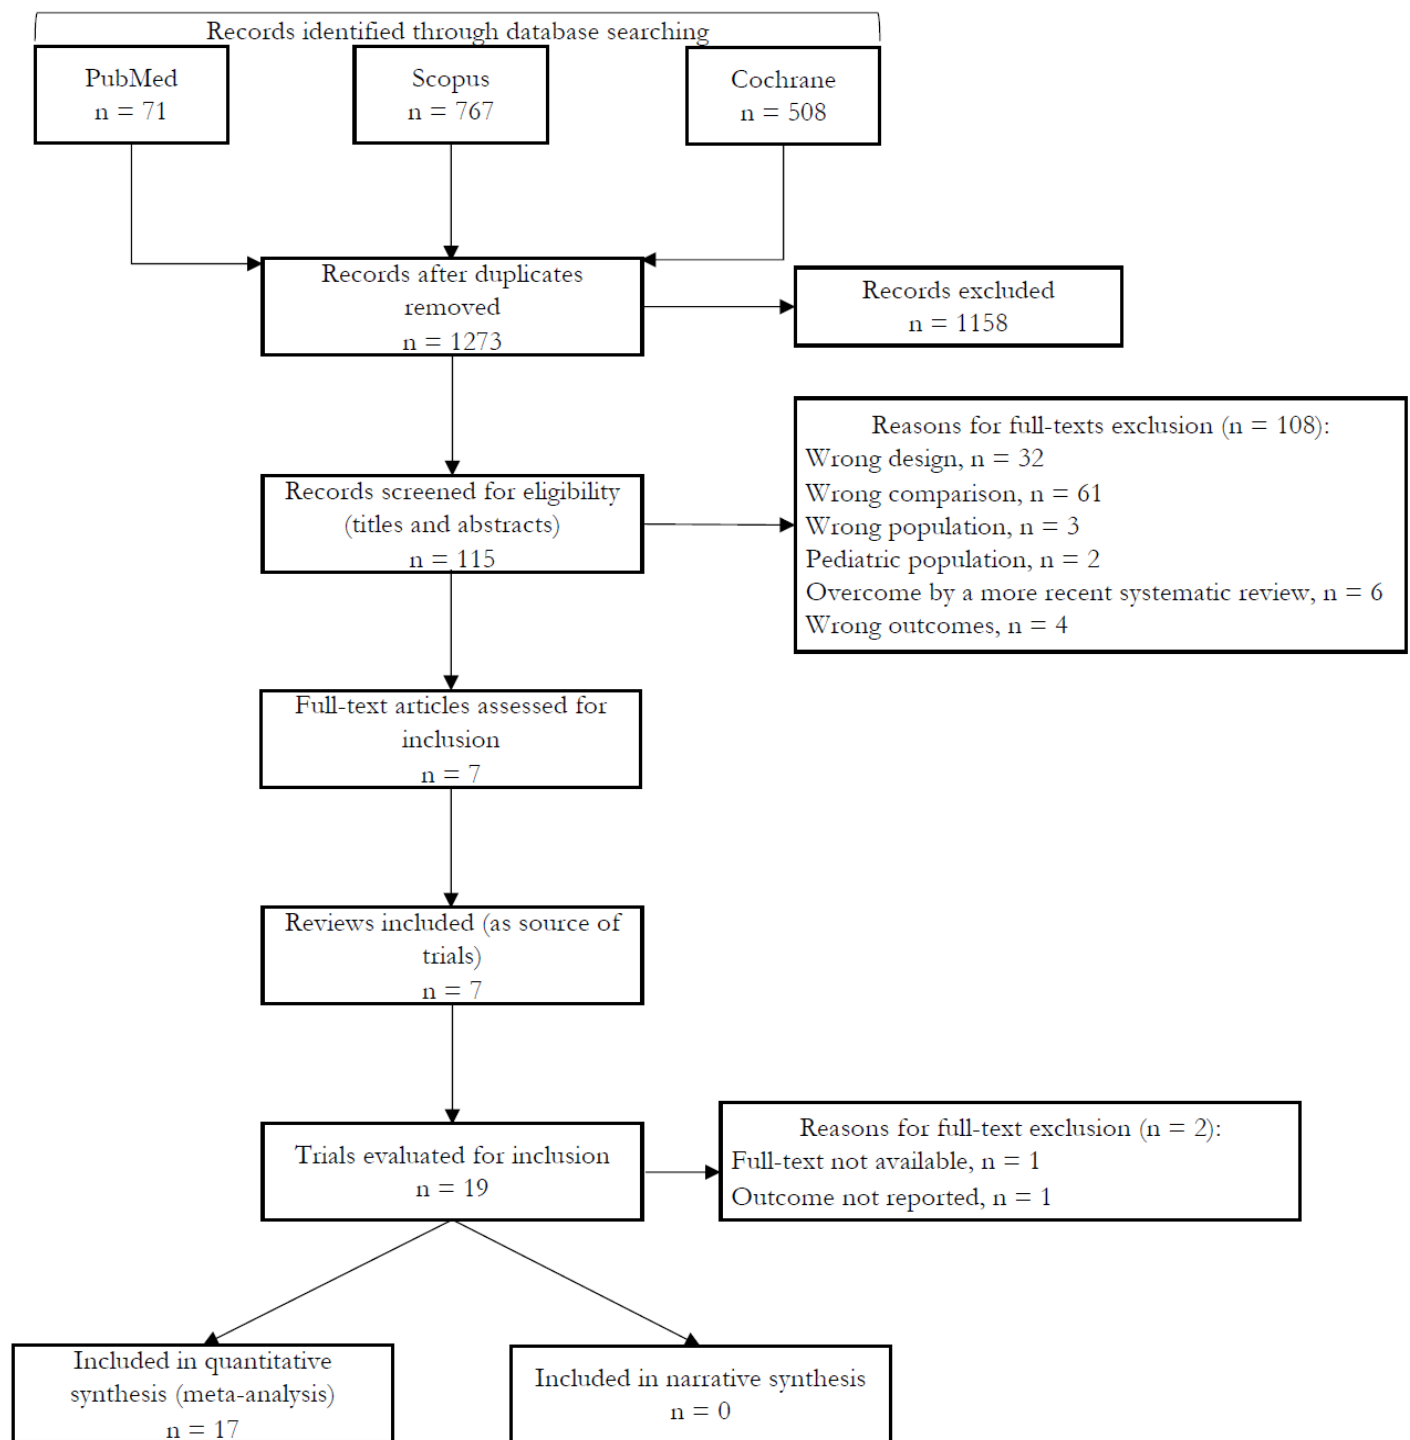 Records identified through database searching
PubMed
n = 71
Scopus
n = 767
Cochrane
n = 508
Records after duplicates
removed
n = 1273
Records excluded
n = 1158
Records screened for eligibility
(titles and abstracts)
n = 115
Reasons for full-texts exclusion (n = 108):
Wrong design, n = 32
Wrong comparison, n = 61
Wrong population, n = 3
Pediatric population, n = 2
Overcome by a more recent systematic review, n = 6
Wrong outcomes, n = 4
Full-text articles assessed for
inclusion
n = 7
Reviews included (as source of
trials)
n = 7
Trials evaluated for inclusion
n = 19
Reasons for full-text exclusion (n = 2):
Full-text not available, n = 1
Outcome not reported, n = 1
Included in quantitative
synthesis (meta-analysis)
n = 17
Included in narrative synthesis
n = 0